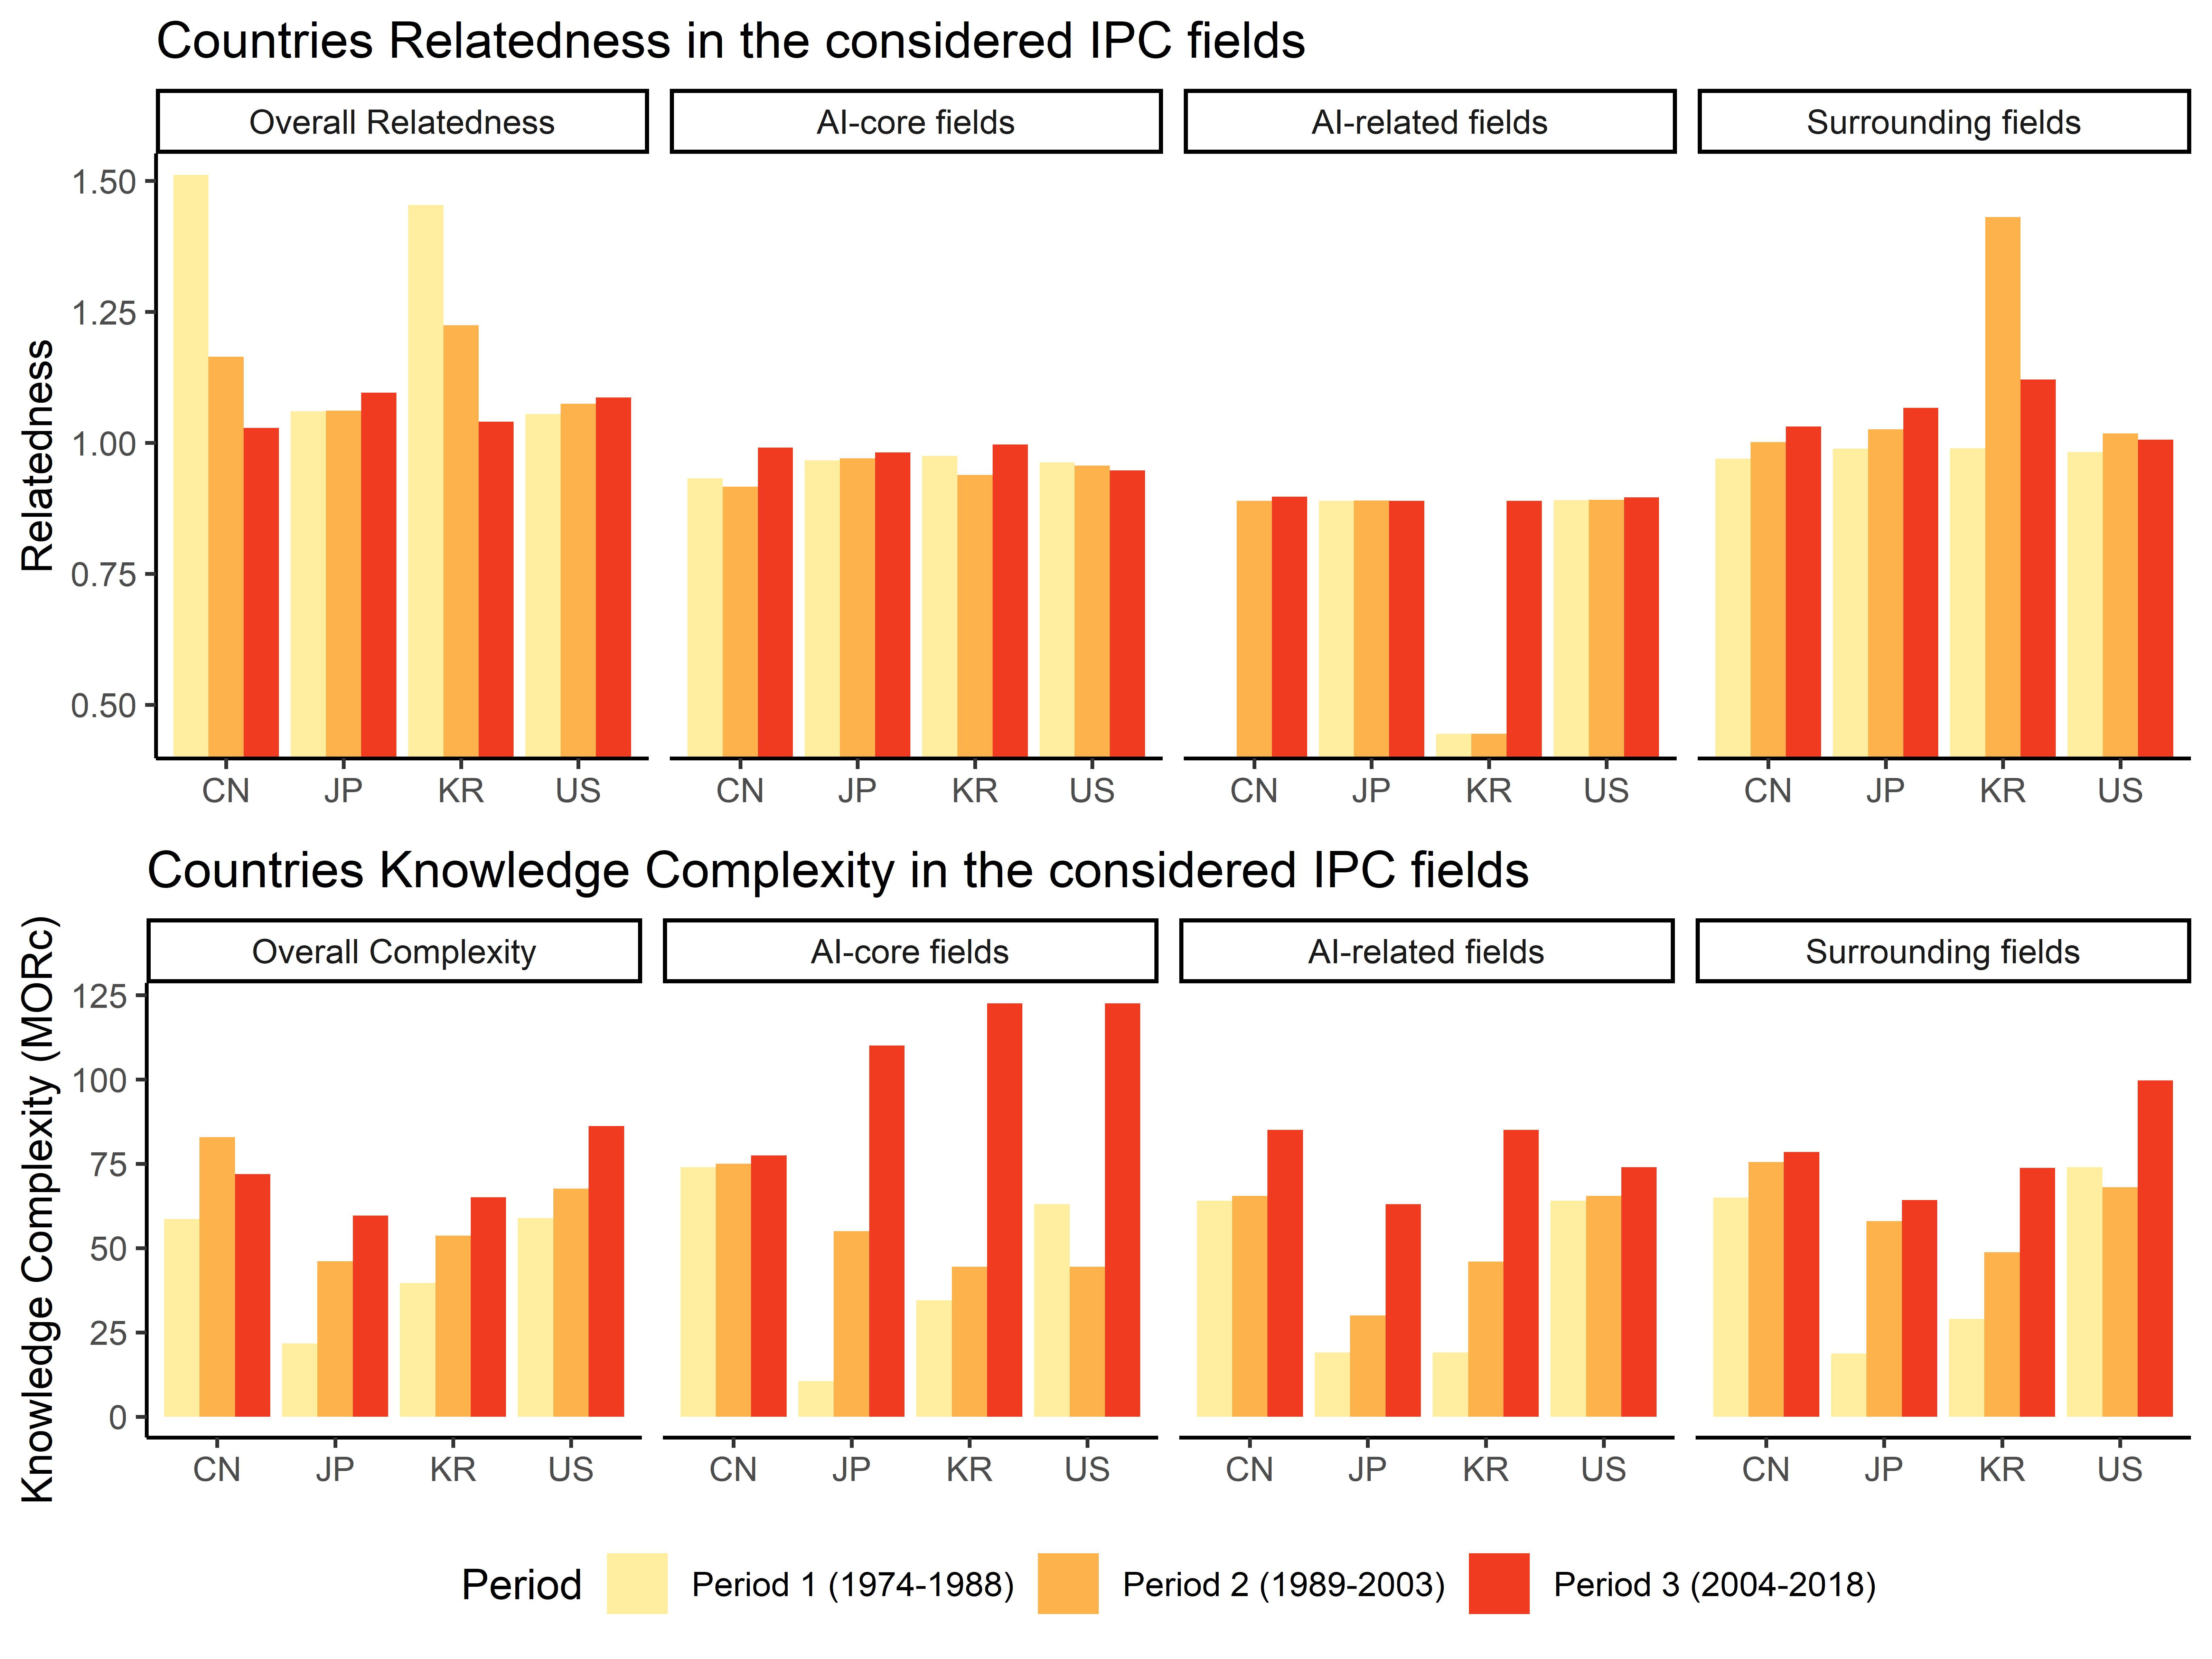 Countries Relatedness in the considered IPC fields
Overall Relatedness
AI-core fields
AI-related fields
Surrounding fields
Relatedness
1.50
1.25
1.00
0.75
0.50
CN JP KR US
CN JP KR US
CN JP KR US
CN JP KR US
Countries Knowledge Complexity in the considered IPC fields
Overall Complexity
AI-core fields
AI-related fields
Surrounding fields
Knowledge Complexity (MORc)
125
100
75
50
25
0
CN JP KR US
CN JP KR US
CN JP KR US
CN JP KR US
Period
Period 1 (1974-1988)
Period 2 (1989-2003)
Period 3 (2004-2018)